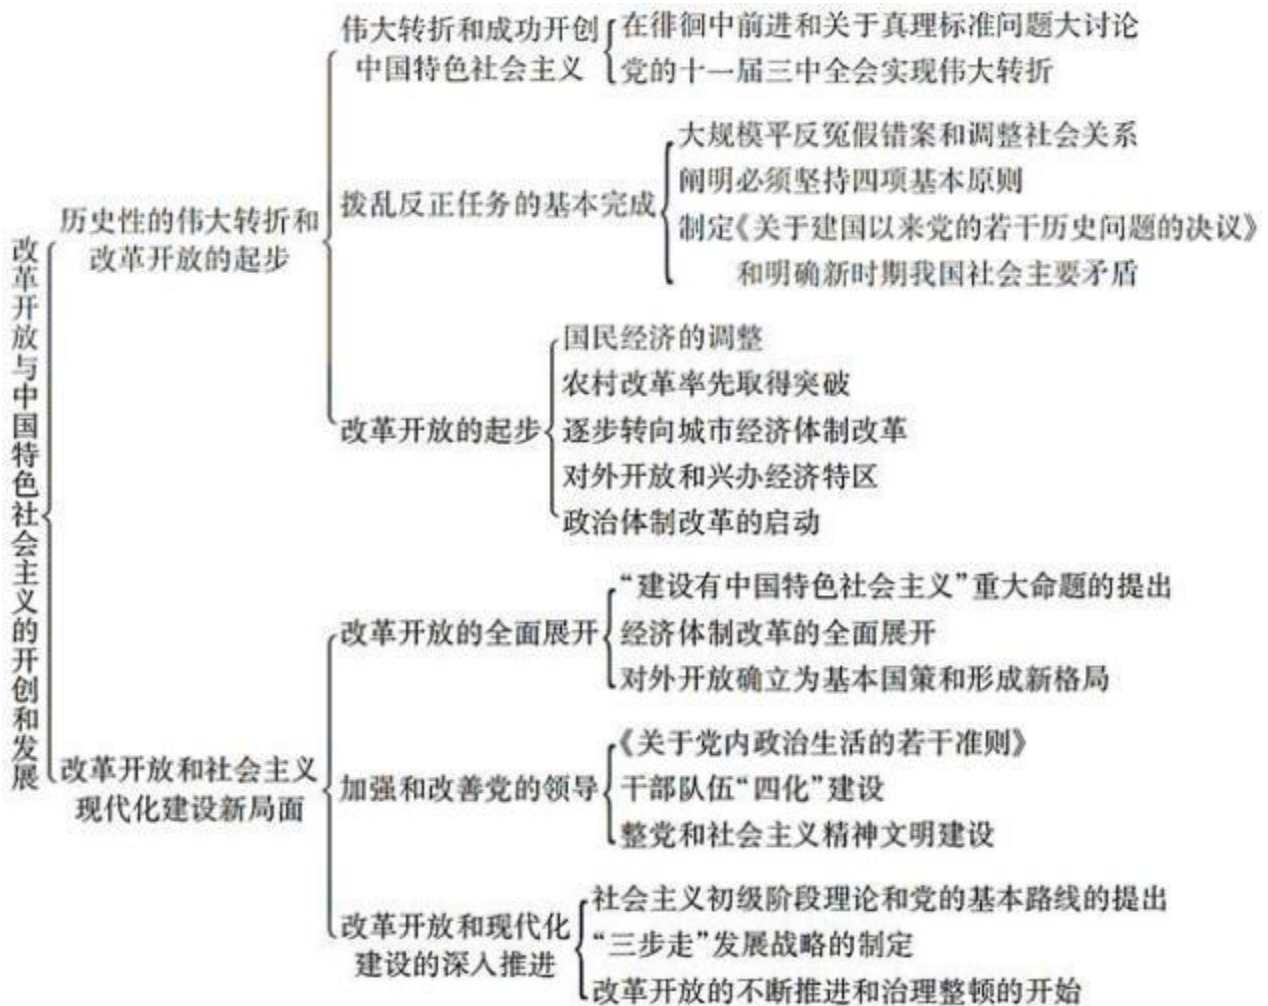 改革开放与中国特色社会主义的开创和发展
历史性的伟大转折和
改革开放的起步
伟大转折和成功开创
中国特色社会主义
在徘徊中前进和关于真理标准问题大讨论
党的十一届三中全会实现伟大转折
拨乱反正任务的基本完成
大规模平反冤假错案和调整社会关系
阐明必须坚持四项基本原则
制定《关于建国以来党的若干历史问题的决议》
和明确新时期我国社会主要矛盾
改革开放的起步
国民经济的调整
农村改革率先取得突破
逐步转向城市经济体制改革
对外开放和兴办经济特区
政治体制改革的启动
改革开放和社会主义
现代化建设新局面
改革开放的全面展开
“建设有中国特色社会主义”重大命题的提出
经济体制改革的全面展开
对外开放确立为基本国策和形成新格局
加强和改善党的领导
《关于党内政治生活的若干准则》
干部队伍“四化”建设
整党和社会主义精神文明建设
改革开放和现代化
建设的深入推进
社会主义初级阶段理论和党的基本路线的提出
“三步走”发展战略的制定
改革开放的不断推进和治理整顿的开始